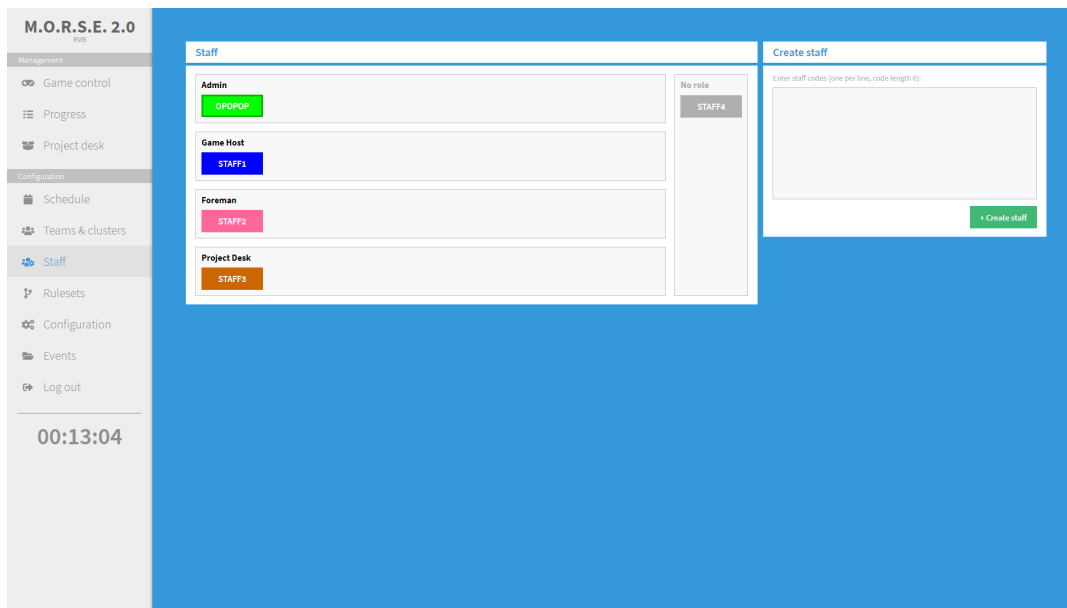 M.O.R.S.E. 2.0
RVB
Management
Game control
Progress
Project desk
Configuration
Schedule
Teams & clusters
Staff
Rulesets
Configuration
Events
Log out
00:13:04
Staff
Admin
OPOPOP
Game Host
STAFF1
Foreman
STAFF2
Project Desk
STAFF3
No role
STAFF4
Create staff
Enter staff codes (one per line, code length 6):
+ Create staff